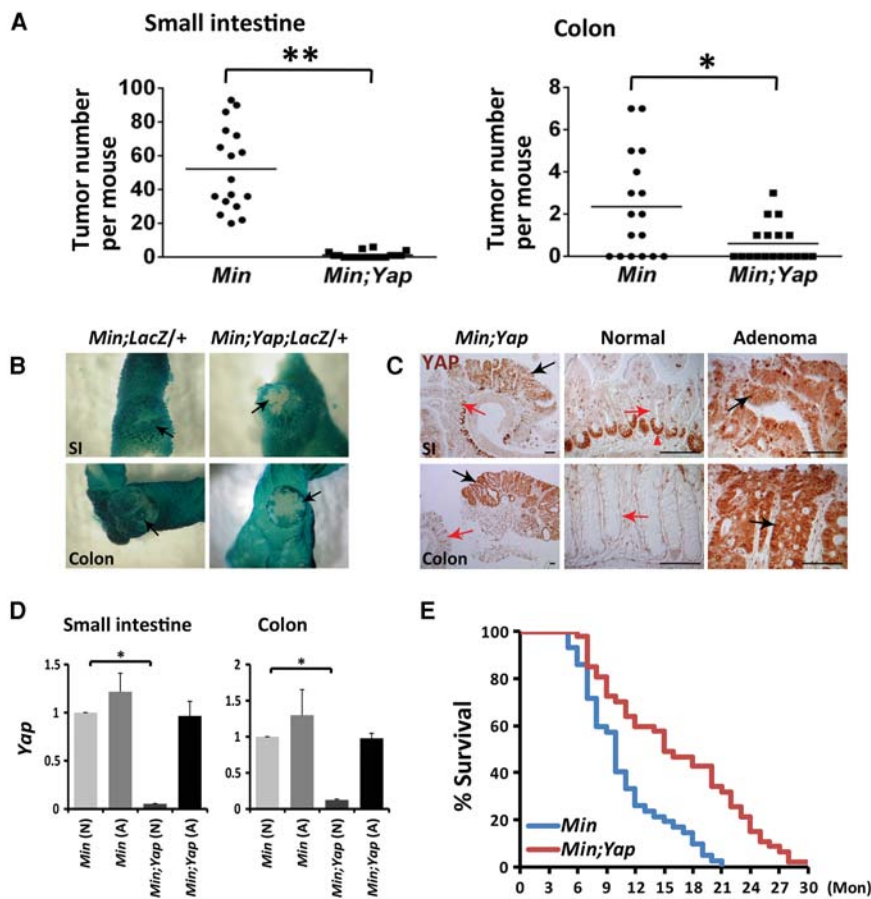 A
Small intestine
Colon
**
*
Tumor number
per mouse
100
80
60
40
20
0
Min
Min;Yap
Tumor number
per mouse
8
6
4
2
0
Min
Min;Yap
B
Min;LacZ/+
Min;Yap;LacZ/+
SI
Colon
C
Min;Yap
Normal
Adenoma
YAP
SI
Colon
D
Small intestine
Colon
Yap
1.5
1
0.5
0
*
Min (N)
Min (A)
Min;Yap (N)
Min;Yap (A)
2
1.5
1
0.5
0
*
Min (N)
Min (A)
Min;Yap (N)
Min;Yap (A)
E
% Survival
100
80
60
40
20
0
Min
Min;Yap
0 3 6 9 12 15 18 21 24 27 30 (Mon)